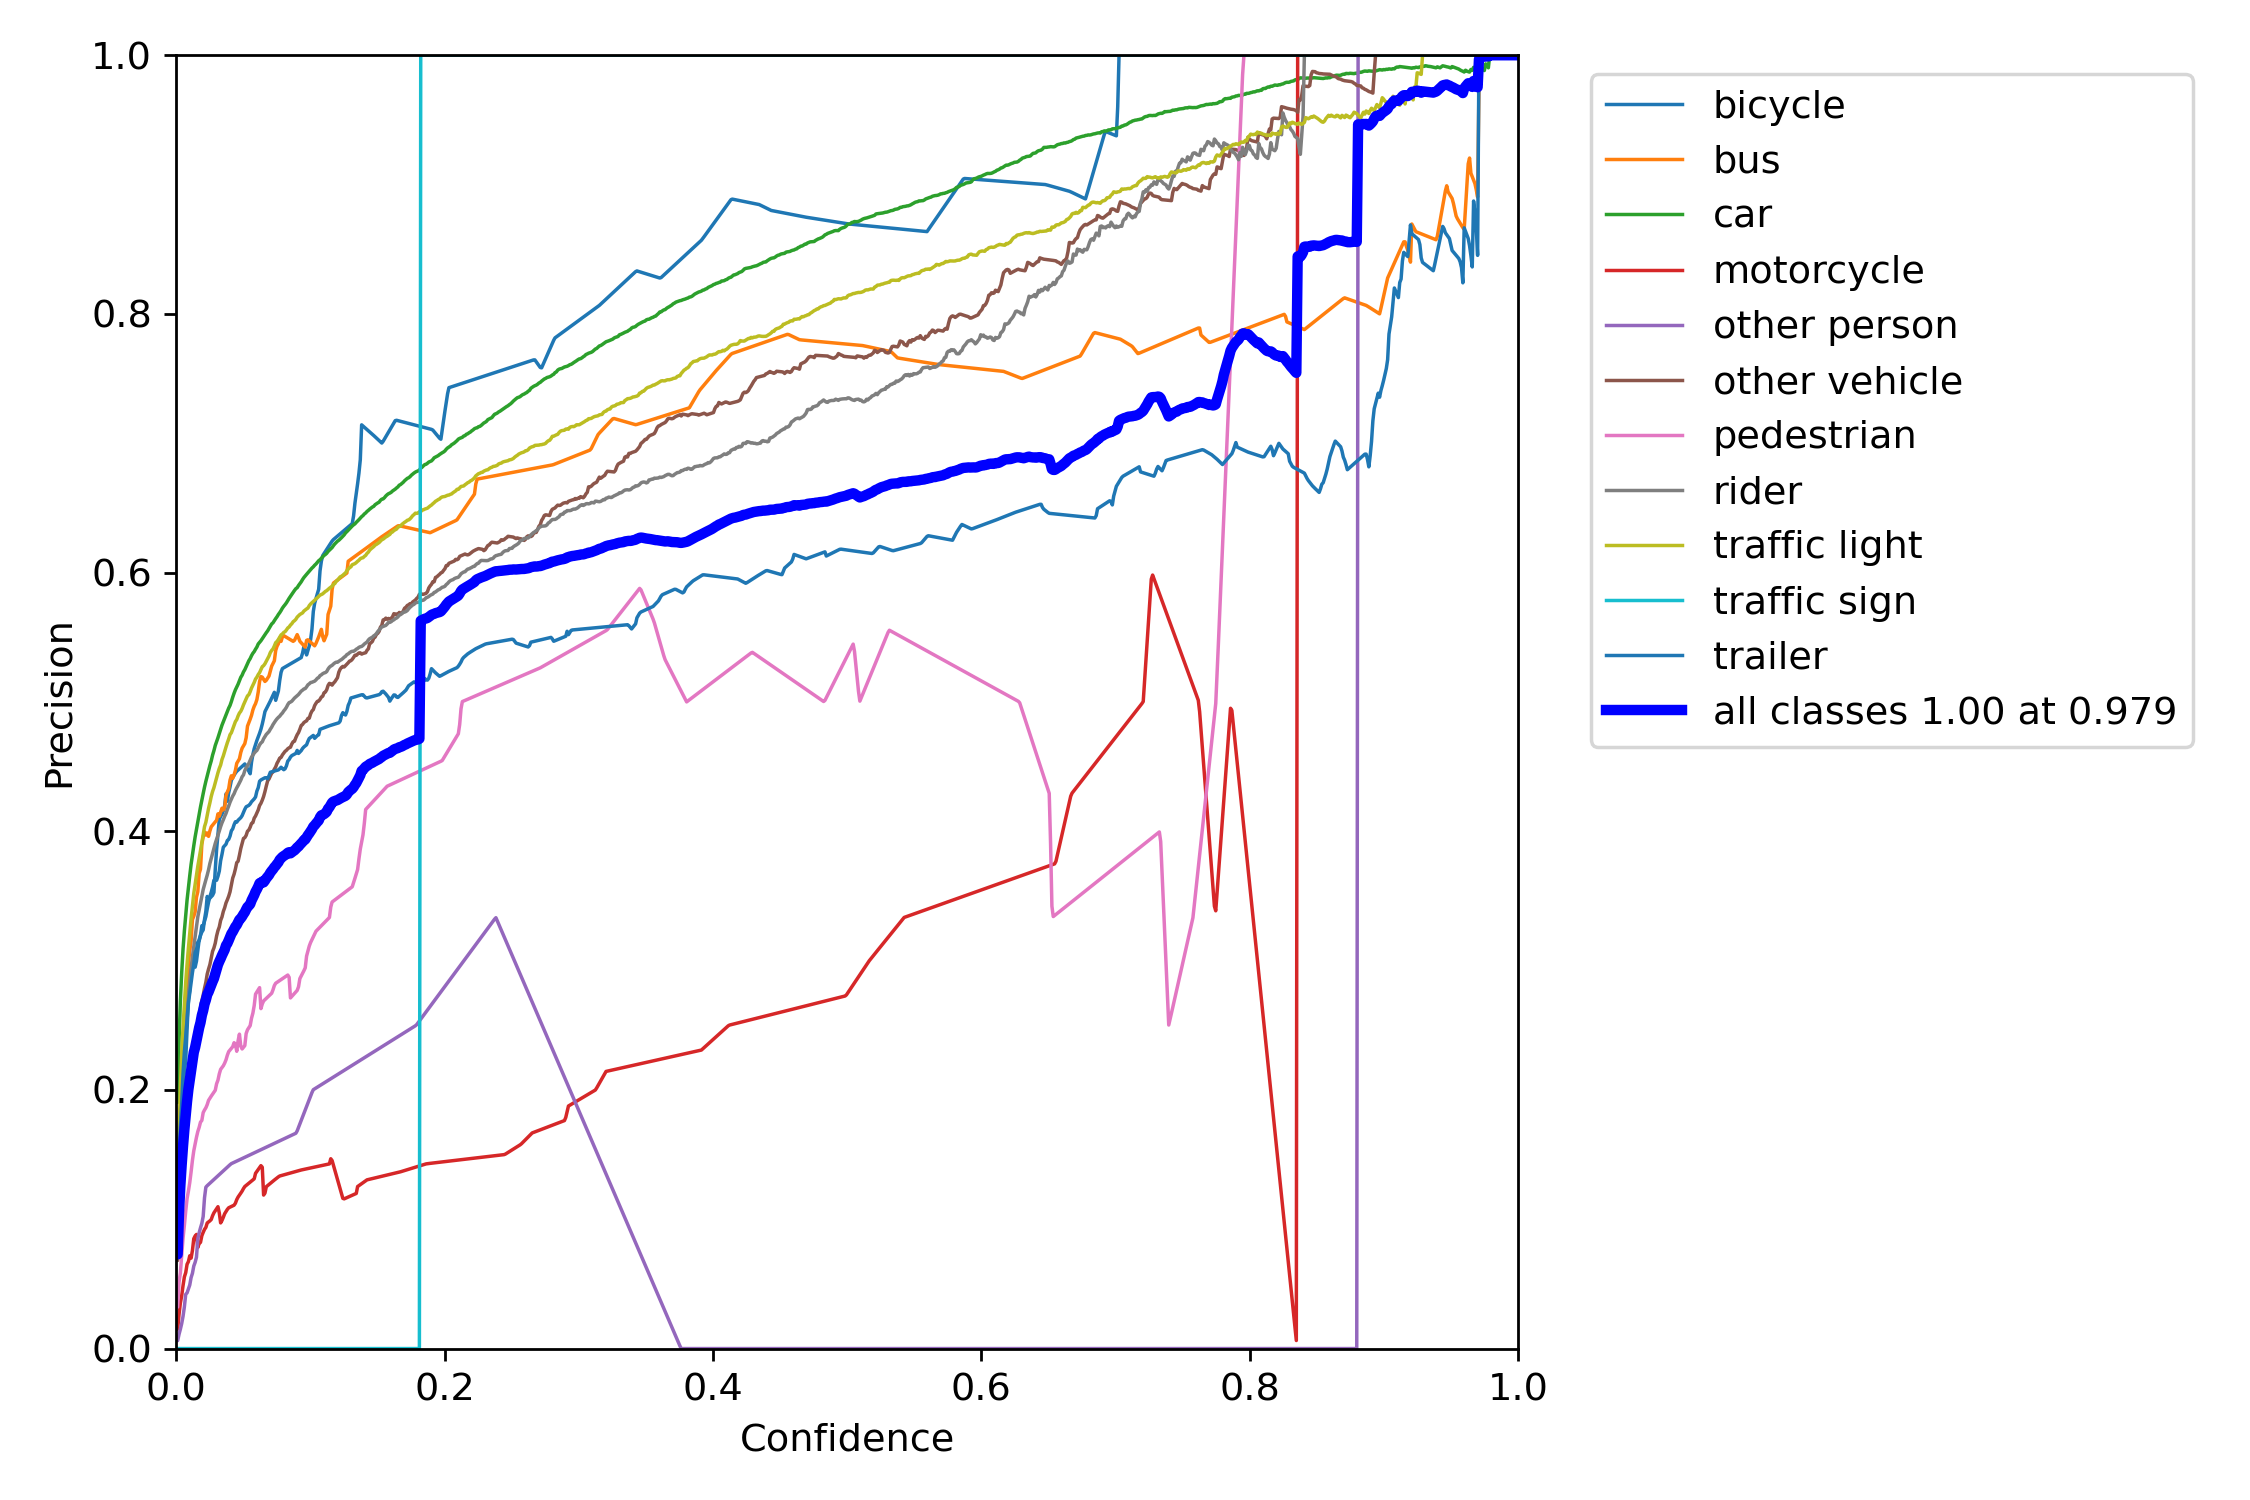 1.0
0.8
0.6
0.4
0.2
0.0
0.0 0.2 0.4 0.6 0.8 1.0
Precision
Confidence
bicycle
bus
car
motorcycle
other person
other vehicle
pedestrian
rider
traffic light
traffic sign
trailer
all classes 1.00 at 0.979